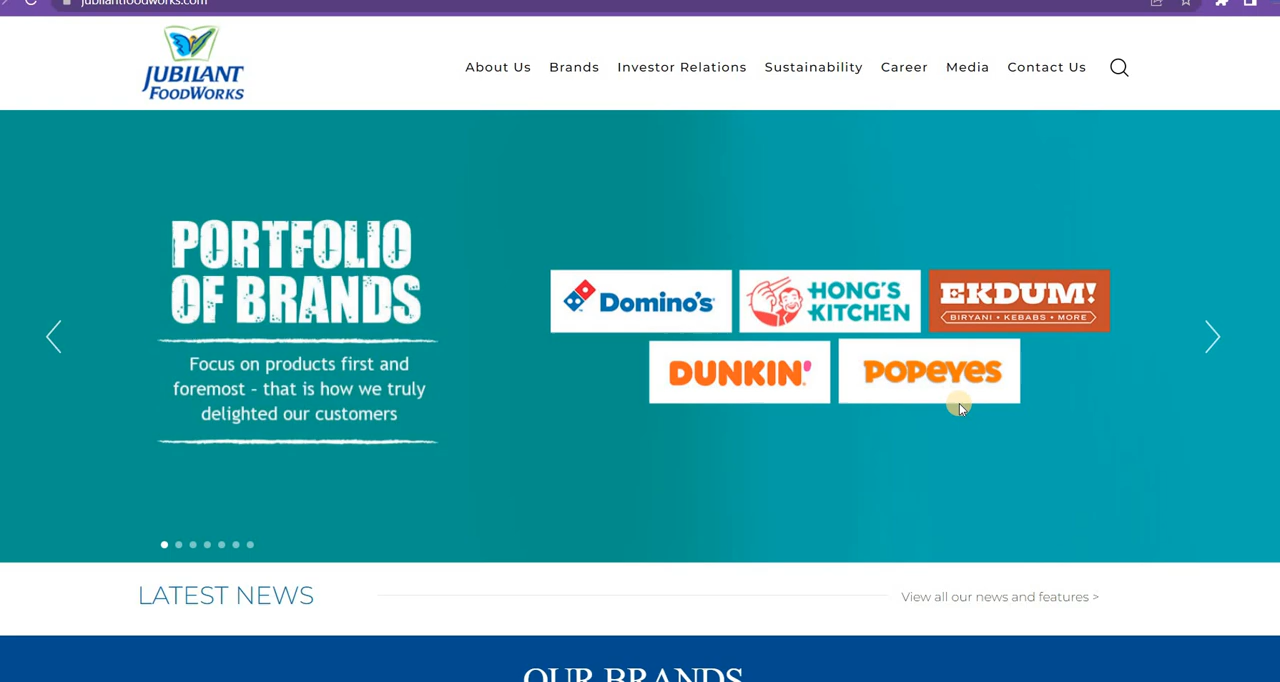 jubilantfoodworks.com
JUBILANT
FOODWORKS
About Us Brands Investor Relations Sustainability Career Media Contact Us
PORTFOLIO
OF BRANDS
Focus on products first and
foremost - that is how we truly
delighted our customers
Domino's
HONG'S
KITCHEN
EKDUM!
BIRYANI • KEBABS • MORE
DUNKIN'
POPEYES
LATEST NEWS
View all our news and features >
OUR BRANDS